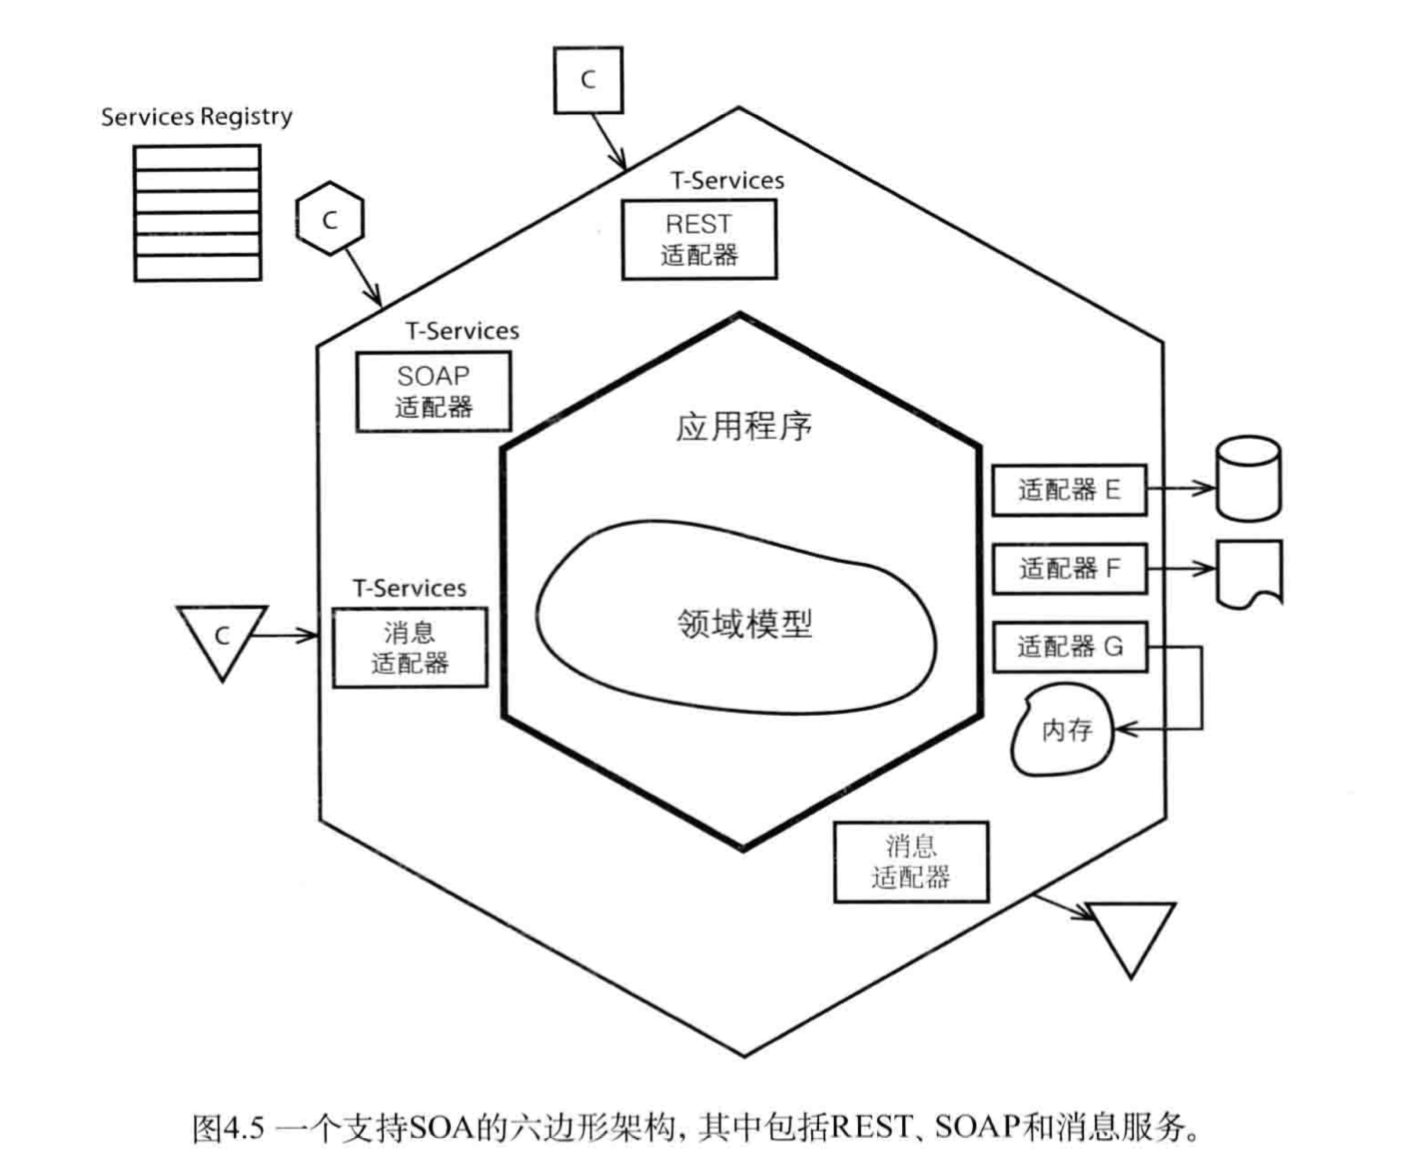 C
Services Registry
T-Services
REST
适配器
C
T-Services
SOAP
适配器
应用程序
适配器 E
适配器 F
T-Services
消息
适配器
C
领域模型
适配器 G
内存
消息
适配器
图4.5 一个支持SOA的六边形架构，其中包括REST、SOAP和消息服务。